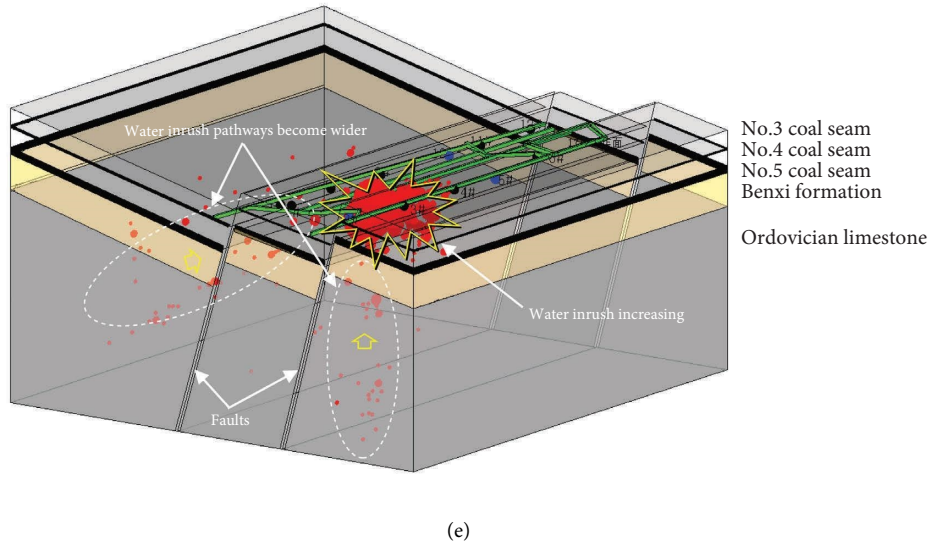 Water inrush pathways become wider
No.3 coal seam
No.4 coal seam
No.5 coal seam
Benxi formation
Ordovician limestone
4#
Water inrush increasing
Faults
(e)